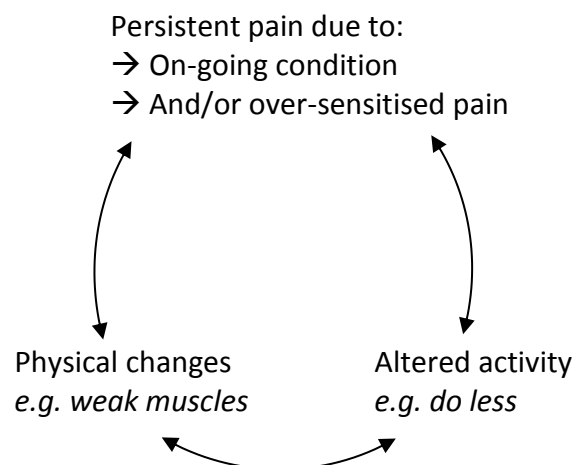 Persistent pain due to:
→ On-going condition
→ And/or over-sensitised pain
Physical changes
e.g. weak muscles
Altered activity
e.g. do less